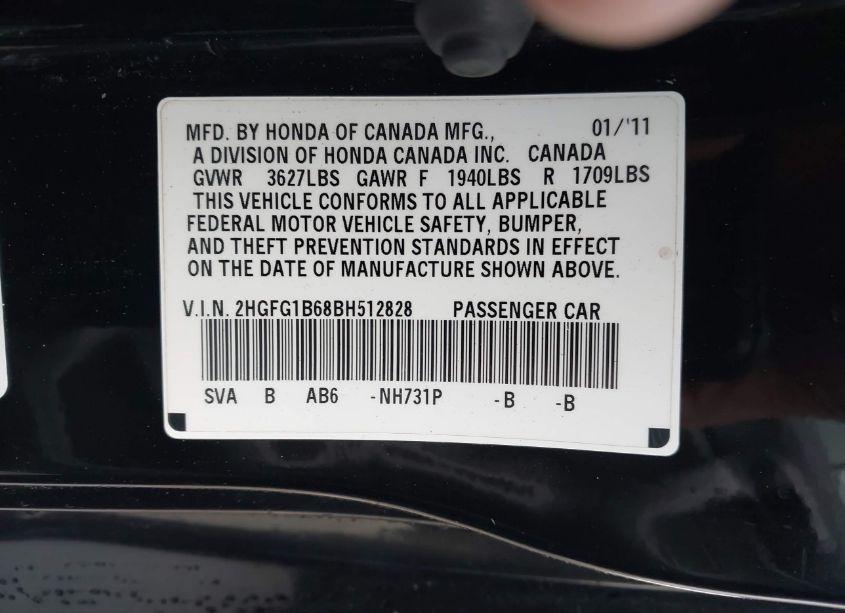 MFD. BY HONDA OF CANADA MFG., 01/'11
A DIVISION OF HONDA CANADA INC. CANADA
GVWR 3627LBS GAWR F 1940LBS R 1709LBS
THIS VEHICLE CONFORMS TO ALL APPLICABLE
FEDERAL MOTOR VEHICLE SAFETY, BUMPER,
AND THEFT PREVENTION STANDARDS IN EFFECT
ON THE DATE OF MANUFACTURE SHOWN ABOVE.
V.I.N. 2HGFG1B68BH512828 PASSENGER CAR
SVA B AB6 -NH731P -B -B